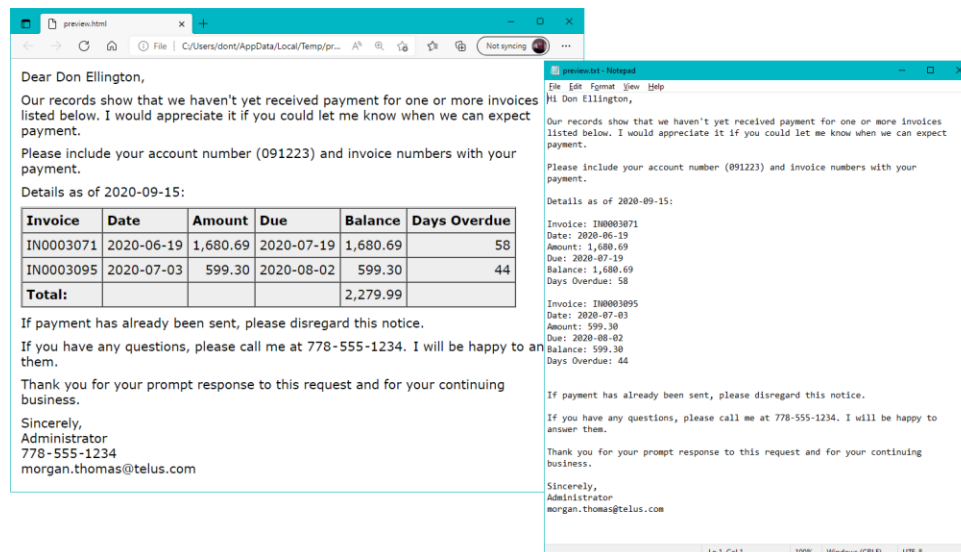 preview.html
File | C:/Users/dont/AppData/Local/Temp/pr...
Not syncing
Dear Don Ellington,
Our records show that we haven't yet received payment for one or more invoices
listed below. I would appreciate it if you could let me know when we can expect
payment.
Please include your account number (091223) and invoice numbers with your
payment.
Details as of 2020-09-15:
Invoice Date Amount Due Balance Days Overdue
IN0003071 2020-06-19 1,680.69 2020-07-19 1,680.69 58
IN0003095 2020-07-03 599.30 2020-08-02 599.30 44
Total: 2,279.99
If payment has already been sent, please disregard this notice.
If you have any questions, please call me at 778-555-1234. I will be happy to an
them.
Thank you for your prompt response to this request and for your continuing
business.
Sincerely,
Administrator
778-555-1234
morgan.thomas@telus.com
preview.txt - Notepad
File Edit Format View Help
Hi Don Ellington,
Our records show that we haven't yet received payment for one or more invoices
listed below. I would appreciate it if you could let me know when we can expect
payment.
Please include your account number (091223) and invoice numbers with your
payment.
Details as of 2020-09-15:
Invoice: IN0003071
Date: 2020-06-19
Amount: 1,680.69
Due: 2020-07-19
Balance: 1,680.69
Days Overdue: 58
Invoice: IN0003095
Date: 2020-07-03
Amount: 599.30
Due: 2020-08-02
Balance: 599.30
Days Overdue: 44
If payment has already been sent, please disregard this notice.
If you have any questions, please call me at 778-555-1234. I will be happy to
answer them.
Thank you for your prompt response to this request and for your continuing
business.
Sincerely,
Administrator
morgan.thomas@telus.com
Ln 1, Col 1 100% Windows (CRLF) UTF-8